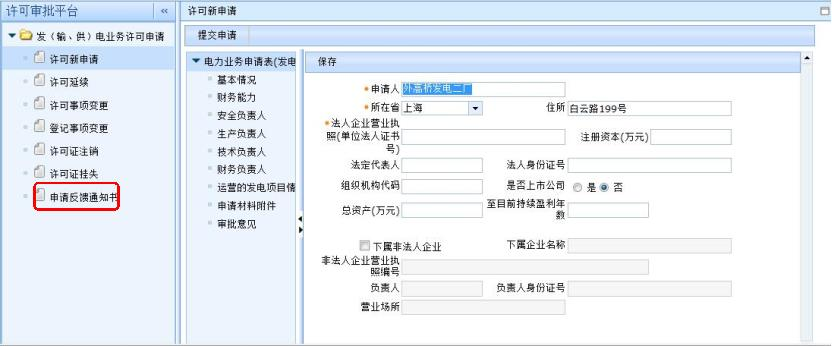 许可审批平台 «
发（输、供）电业务许可申请
许可新申请
许可延续
许可事项变更
登记事项变更
许可证注销
许可证挂失
申请反馈通知书
许可新申请
提交申请
电力业务申请表(发电
基本情况
财务能力
安全负责人
生产负责人
技术负责人
财务负责人
运营的发电项目情
申请材料附件
审批意见
保存
申请人 外高桥发电二厂
所在省 上海 住所 白云路199号
法人企业营业执
照(单位法人证书 注册资本(万元)
号)
法定代表人 法人身份证号
组织机构代码 是否上市公司 是 否
总资产(万元) 至目前持续盈利年
数
下属非法人企业 下属企业名称
非法人企业营业执
照编号
负责人 负责人身份证号
营业场所